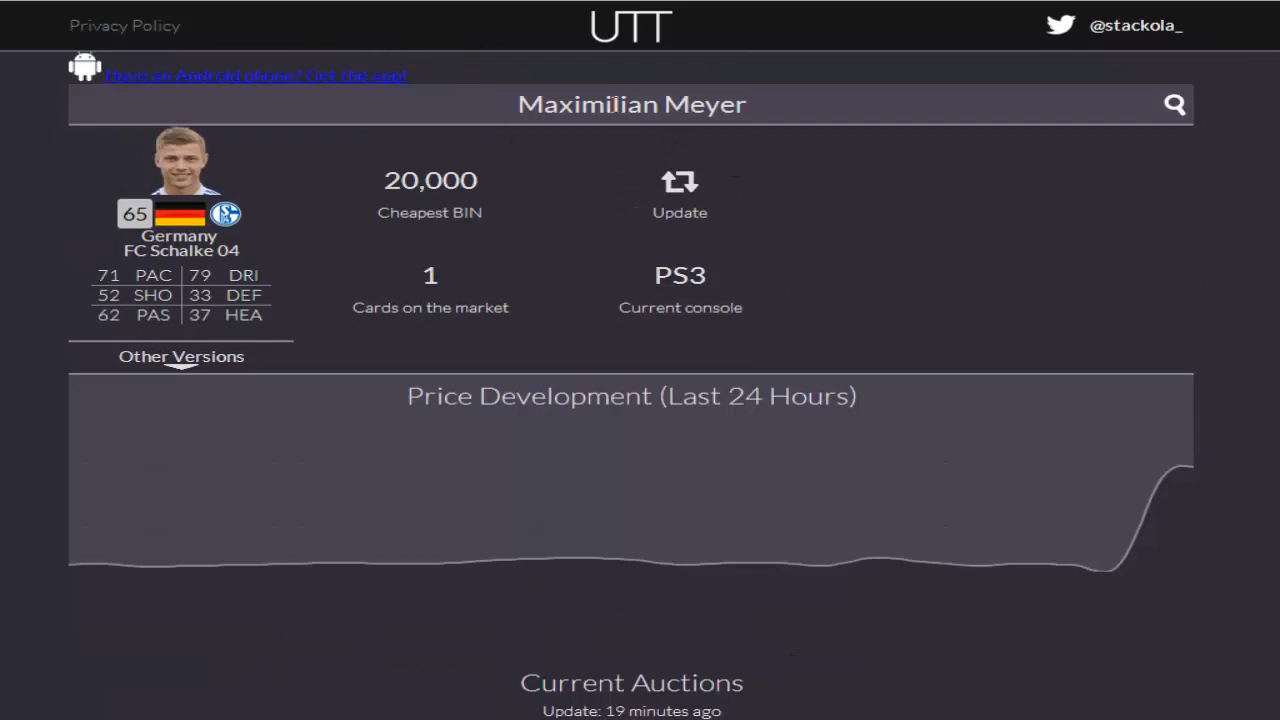 Privacy Policy
UTT
@stackola_
Have an Android phone? Get the app!
Maximilian Meyer
65
Germany
FC Schalke 04
71 PAC 79 DRI
52 SHO 33 DEF
62 PAS 37 HEA
Other Versions
20,000
Cheapest BIN
Update
1
Cards on the market
PS3
Current console
Price Development (Last 24 Hours)
Current Auctions
Update: 19 minutes ago